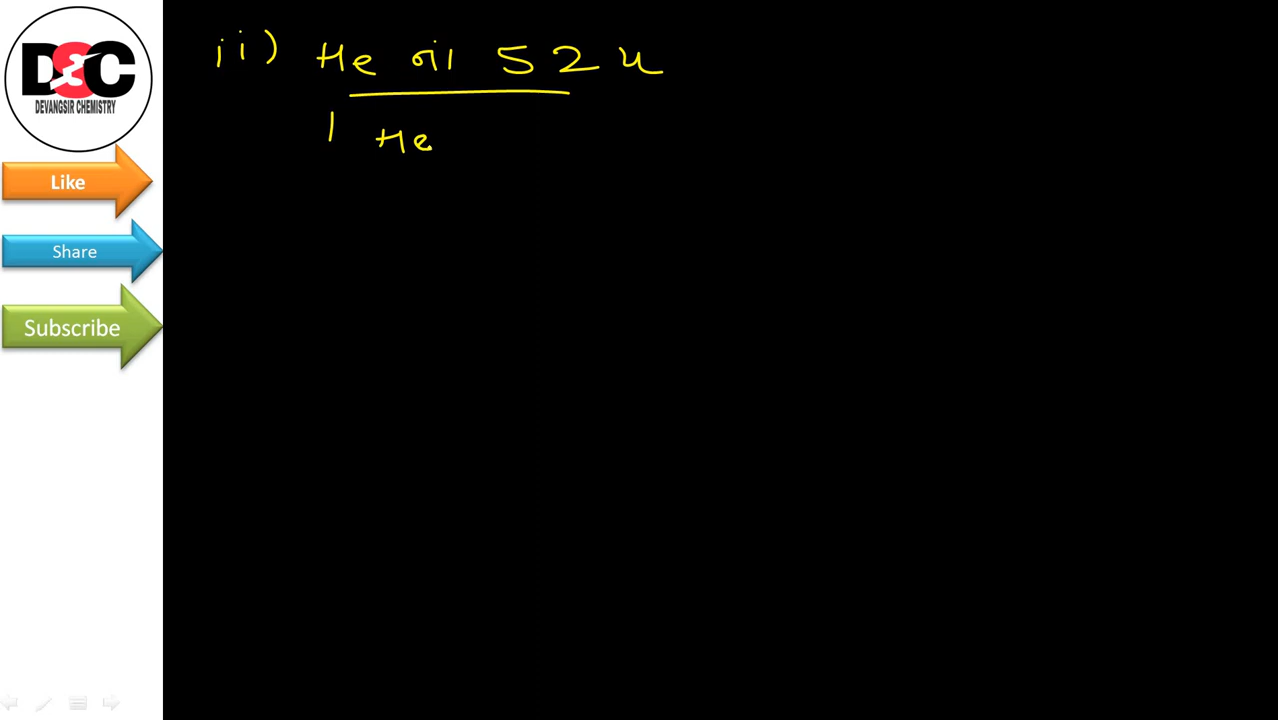 D&C
DEVANGSIR CHEMISTRY
Like
Share
Subscribe
ii) He ના 52 u
1 He